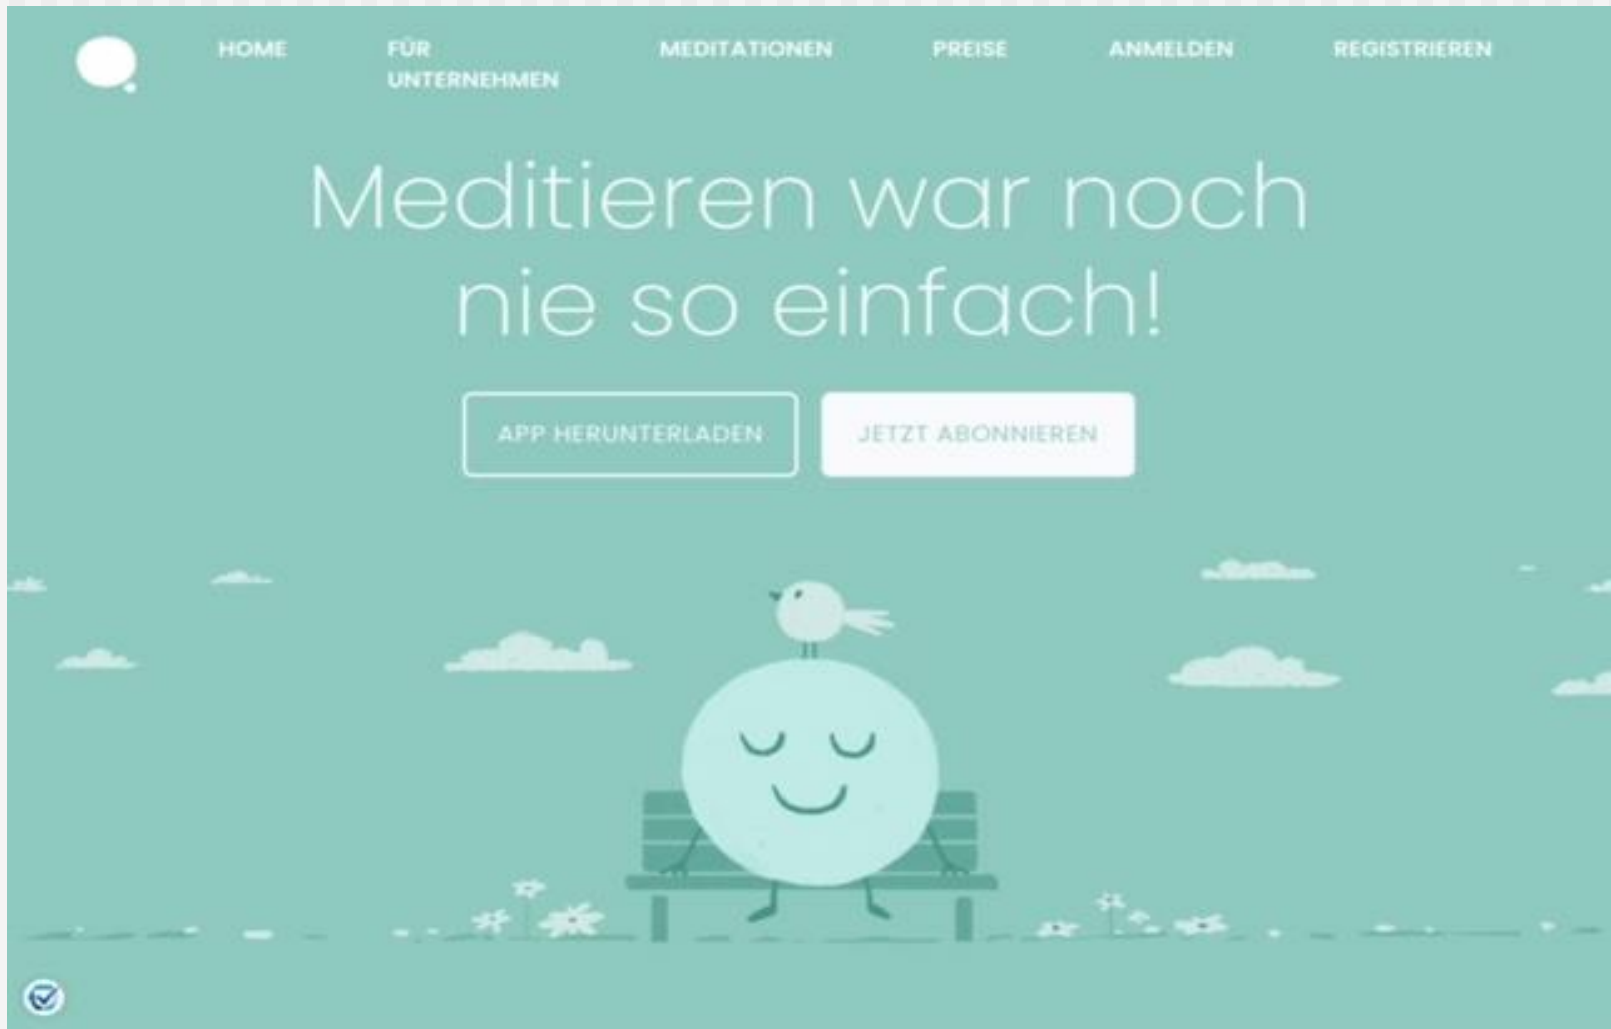 HOME
FÜR
UNTERNEHMEN
MEDITATIONEN
PREISE
ANMELDEN
REGISTRIEREN
Meditieren war noch
nie so einfach!
APP HERUNTERLADEN
JETZT ABONNIEREN